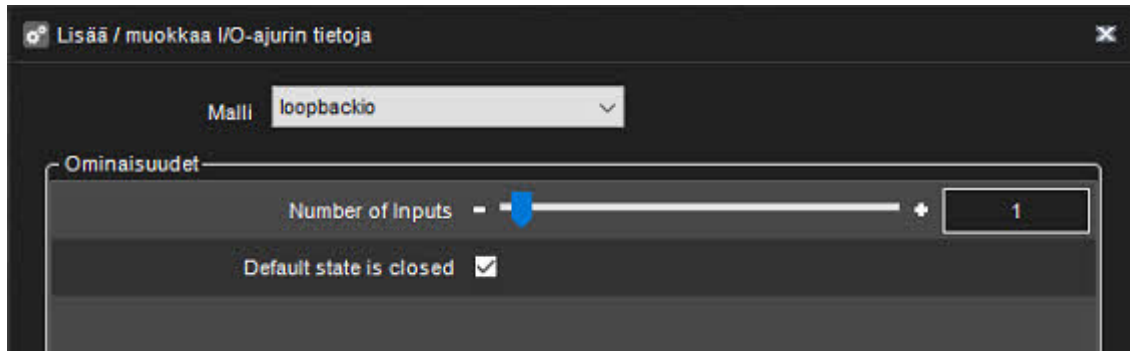 Lisää / muokkaa I/O-ajurin tietoja
Malli loopbackio
Ominaisuudet
Number of Inputs - + 1
Default state is closed